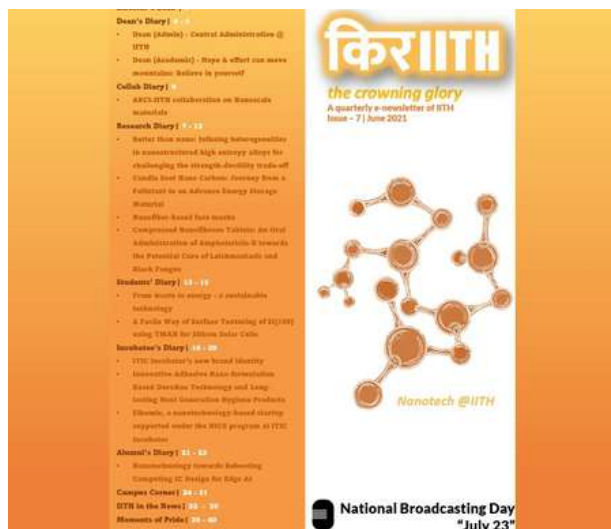 Dean's Diary|
• Dean (Admin) - Central Administration @
IITH
• Dean (Academic) - Hope & effort can move
mountains: Believe in yourself
Collab Diary|
• ARCI-IITH collaboration on Nanoscale
materials
Research Diary|
• Better than nano: Infusing heterogeneities
in nanostructured high entropy alloys for
challenging the strength-ductility trade-off
• Candle Soot Nano Carbon: Journey from a
Pollutant to an Advance Energy Storage
Material
• Nanofiber-based face masks
• Compressed Nanofibrous Tablets: An Oral
Administration of Amphotericin-B towards
the Potential Cure of Leishmaniasis and
Black Fungus
Students' Diary|
• From waste to energy - a sustainable
technology
• A Facile Way of Surface Texturing of
using TMAH for Silicon Solar Cells
Incubatee's Diary|
• iTIC Incubator's new brand identity
• Innovative Adhesive Nano-formulation
Based DuroKea Technology and Long-
lasting Next Generation Hygiene Products
• a nanotechnology-based startup
supported under the NICE program at iTIC
Incubator
Alumni's Diary|
• Nanotechnology towards Rebooting
Computing IC Design for Edge AI
Campus Corner|
IITH in the News|
Moments of Pride|
किरIITH
the crowning glory
A quarterly e-newsletter of IITH
Issue – 7 | June 2021
Nanotech @IITH
National Broadcasting Day
"July 23"